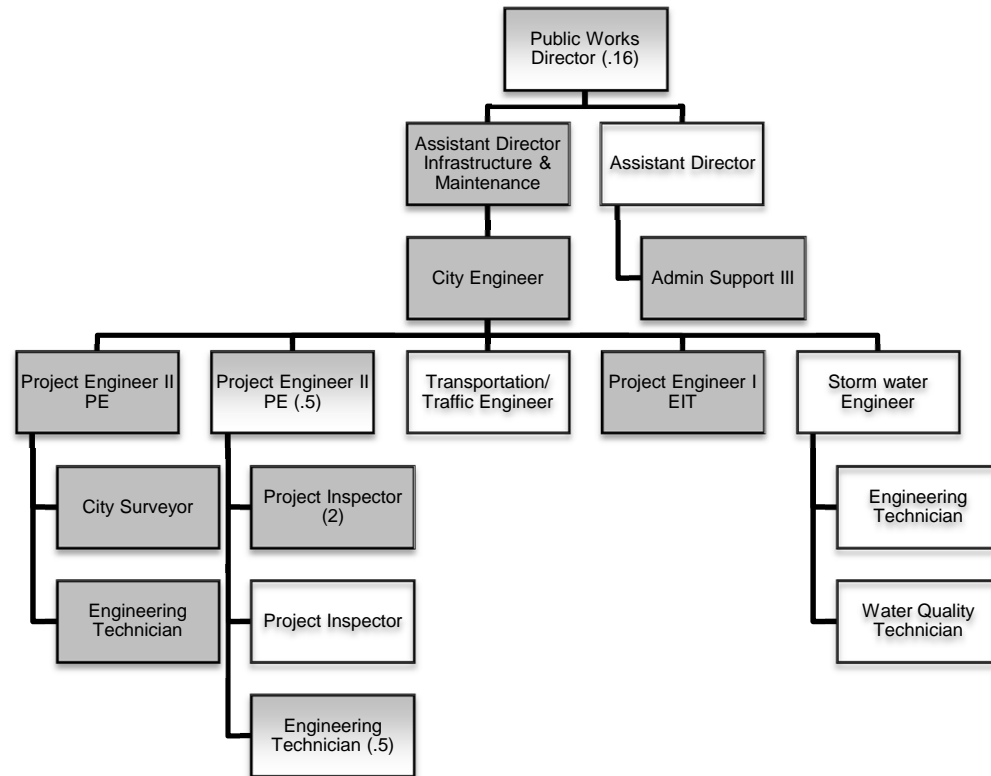 Public Works
Director (.16)
Assistant Director
Infrastructure &
Maintenance
Assistant Director
City Engineer
Admin Support III
Project Engineer II
PE
Project Engineer II
PE (.5)
Transportation/
Traffic Engineer
Project Engineer I
EIT
Storm water
Engineer
City Surveyor
Project Inspector
(2)
Engineering
Technician
Engineering
Technician
Project Inspector
Water Quality
Technician
Engineering
Technician (.5)